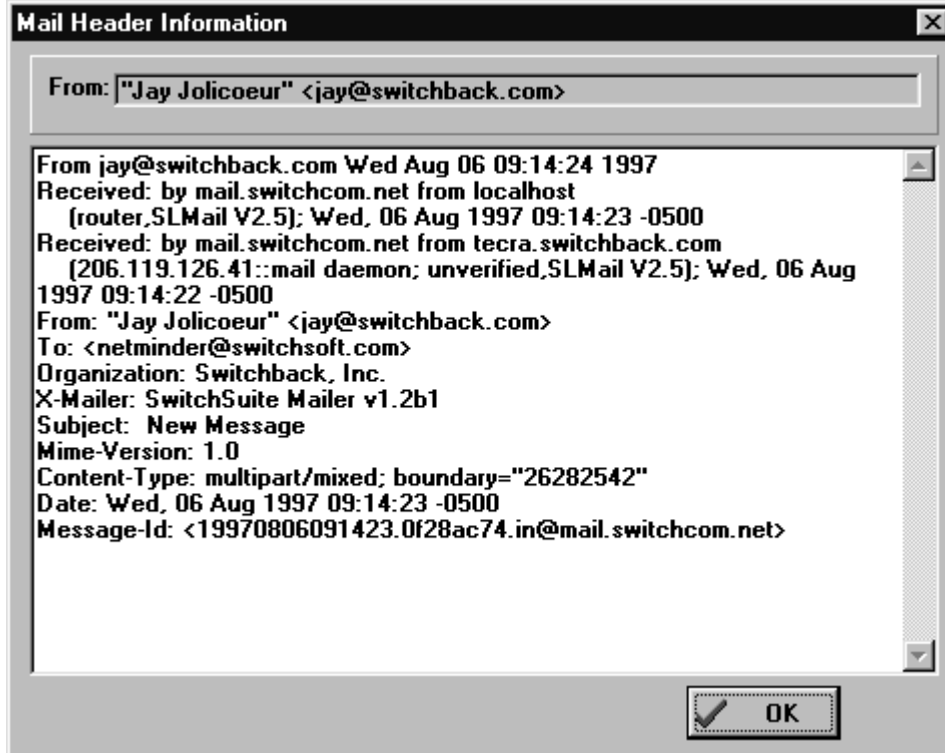 Mail Header Information
From: "Jay Jolicoeur" <jay@switchback.com>
From jay@switchback.com Wed Aug 06 09:14:24 1997
Received: by mail.switchcom.net from localhost
(router,SLMail V2.5); Wed, 06 Aug 1997 09:14:23 -0500
Received: by mail.switchcom.net from tecra.switchback.com
(206.119.126.41::mail daemon; unverified,SLMail V2.5); Wed, 06 Aug
1997 09:14:22 -0500
From: "Jay Jolicoeur" <jay@switchback.com>
To: <netminder@switchsoft.com>
Organization: Switchback, Inc.
X-Mailer: SwitchSuite Mailer v1.2b1
Subject:  New Message
Mime-Version: 1.0
Content-Type: multipart/mixed; boundary="26282542"
Date: Wed, 06 Aug 1997 09:14:23 -0500
Message-Id: <19970806091423.0f28ac74.in@mail.switchcom.net>
OK